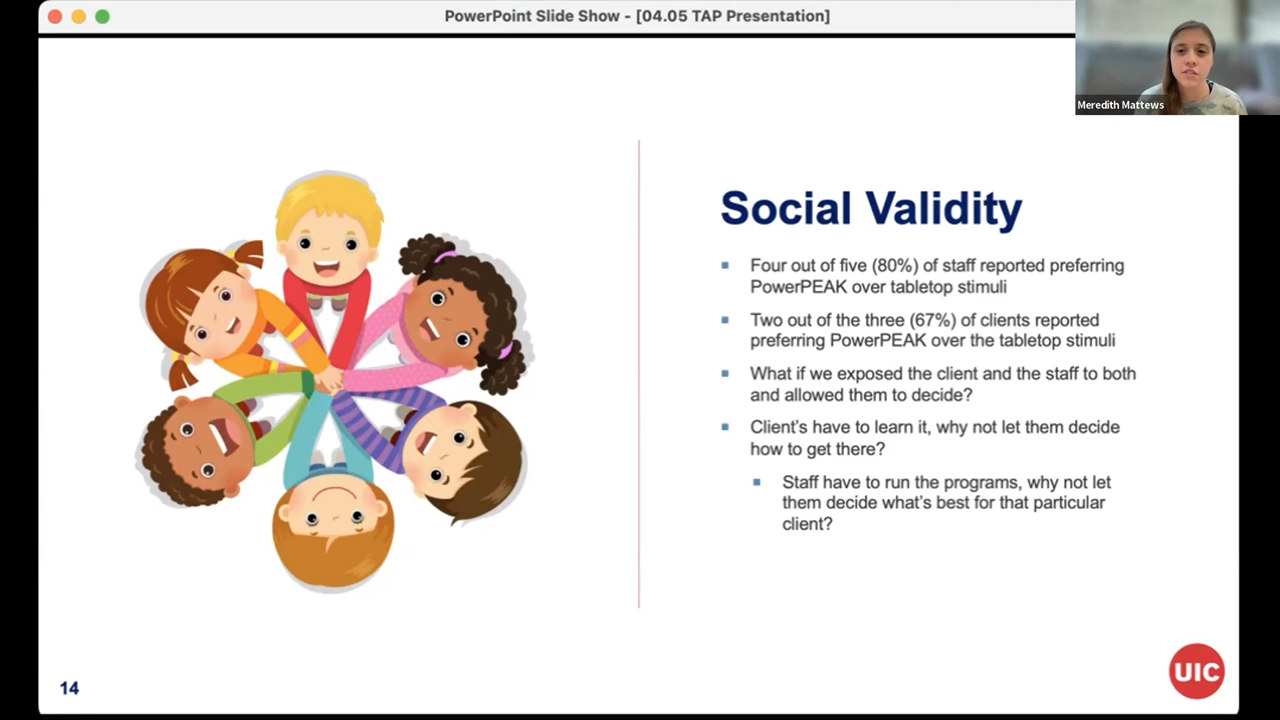 PowerPoint Slide Show - [04.05 TAP Presentation]
Meredith Mattews
Social Validity
Four out of five (80%) of staff reported preferring
PowerPEAK over tabletop stimuli
Two out of the three (67%) of clients reported
preferring PowerPEAK over the tabletop stimuli
What if we exposed the client and the staff to both
and allowed them to decide?
Client's have to learn it, why not let them decide
how to get there?
Staff have to run the programs, why not let
them decide what's best for that particular
client?
14
UIC